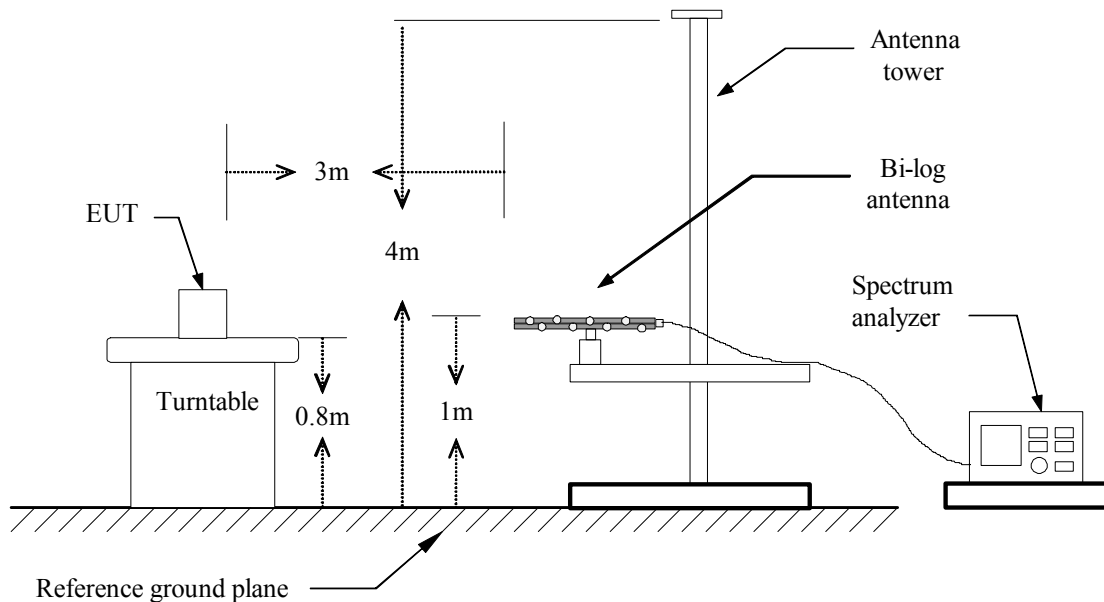 Antenna
tower
3m
Bi-log
antenna
EUT
4m
Spectrum
analyzer
Turntable
0.8m
1m
Reference ground plane